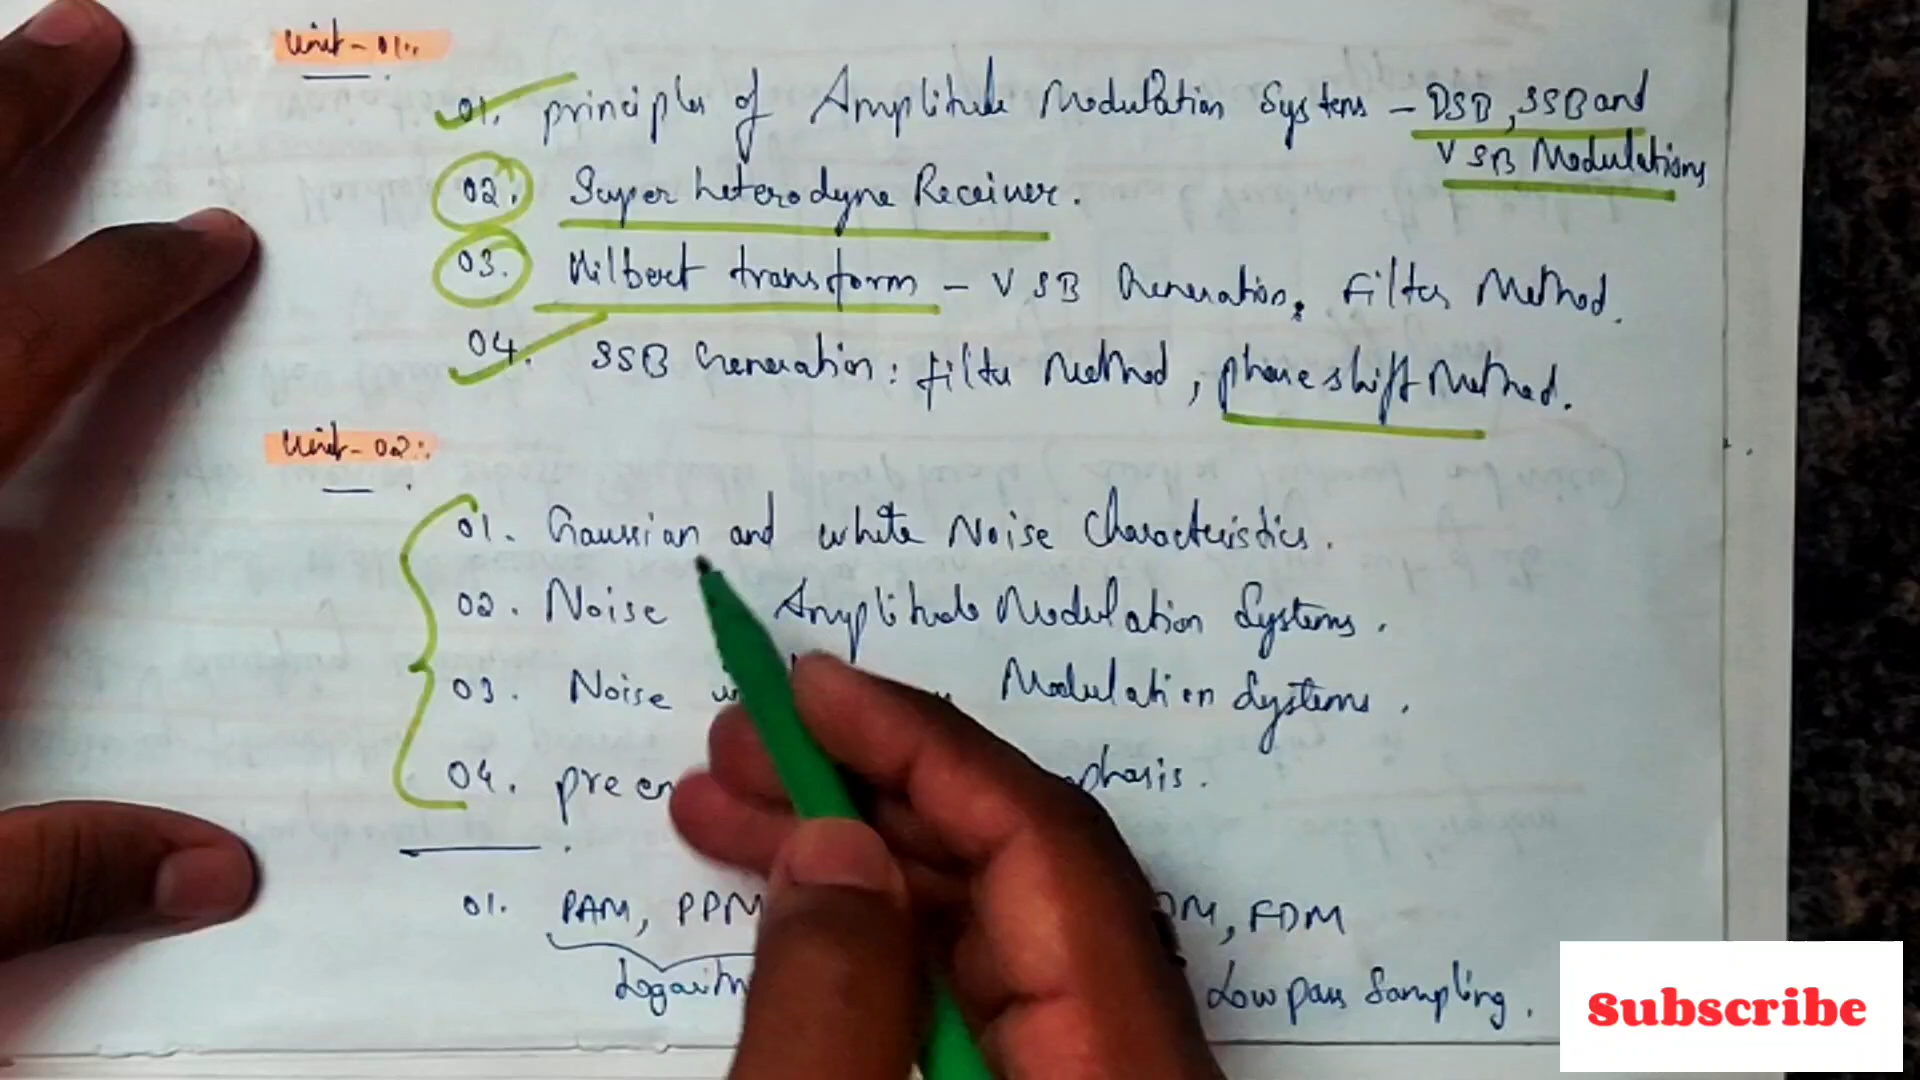 Unit-01:
01. principles of Amplitude Modulation Systems - DSB, SSB and
VSB Modulations
02. Super heterodyne Receiver.
03. Hilbert transform - VSB Generation, Filter Method.
04. SSB Generation: filter Method, phase shift Method.
Unit-02:
01. Gaussian and white Noise Characteristics.
02. Noise Amplitude Modulation Systems.
03. Noise Modulation Systems.
04. pre
01. PAM, PPM FDM
Low pass Sampling.
Subscribe